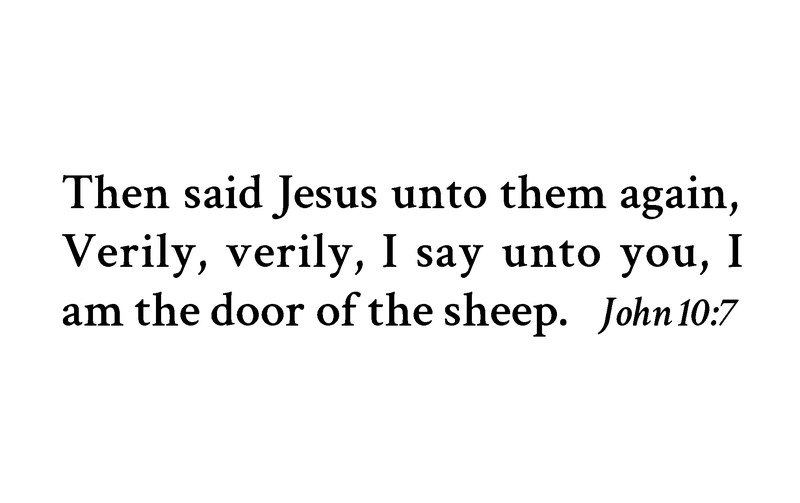 Then said Jesus unto them again,
Verily, verily, I say unto you, I
am the door of the sheep. John 10:7